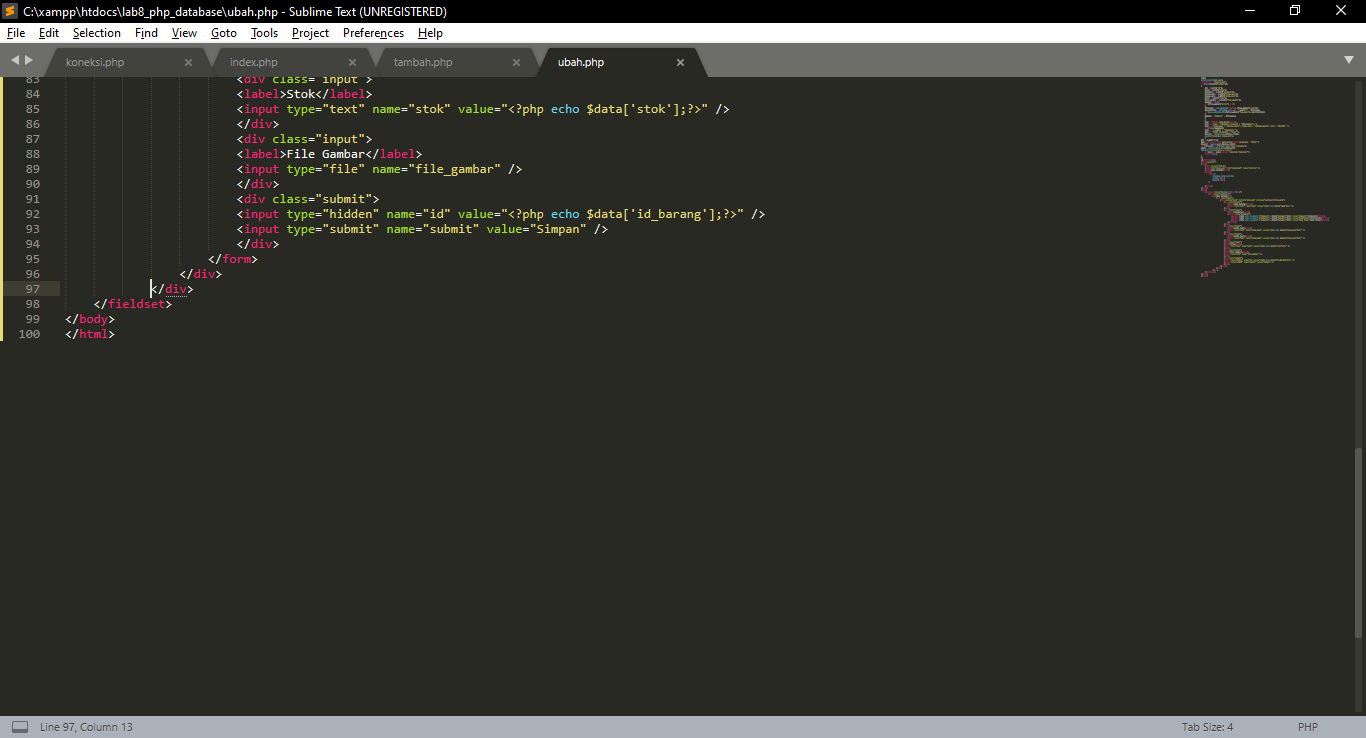 C:\xampp\htdocs\lab8_php_database\ubah.php - Sublime Text (UNREGISTERED)
File Edit Selection Find View Goto Tools Project Preferences Help
koneksi.php index.php tambah.php ubah.php
83 <div class="input">
84 <label>Stok</label>
85 <input type="text" name="stok" value="<?php echo $data['stok'];?>" />
86 </div>
87 <div class="input">
88 <label>File Gambar</label>
89 <input type="file" name="file_gambar" />
90 </div>
91 <div class="submit">
92 <input type="hidden" name="id" value="<?php echo $data['id_barang'];?>" />
93 <input type="submit" name="submit" value="Simpan" />
94 </div>
95 </form>
96 </div>
97 </div>
98 </fieldset>
99 </body>
100 </html>
Line 97, Column 13 Tab Size: 4 PHP